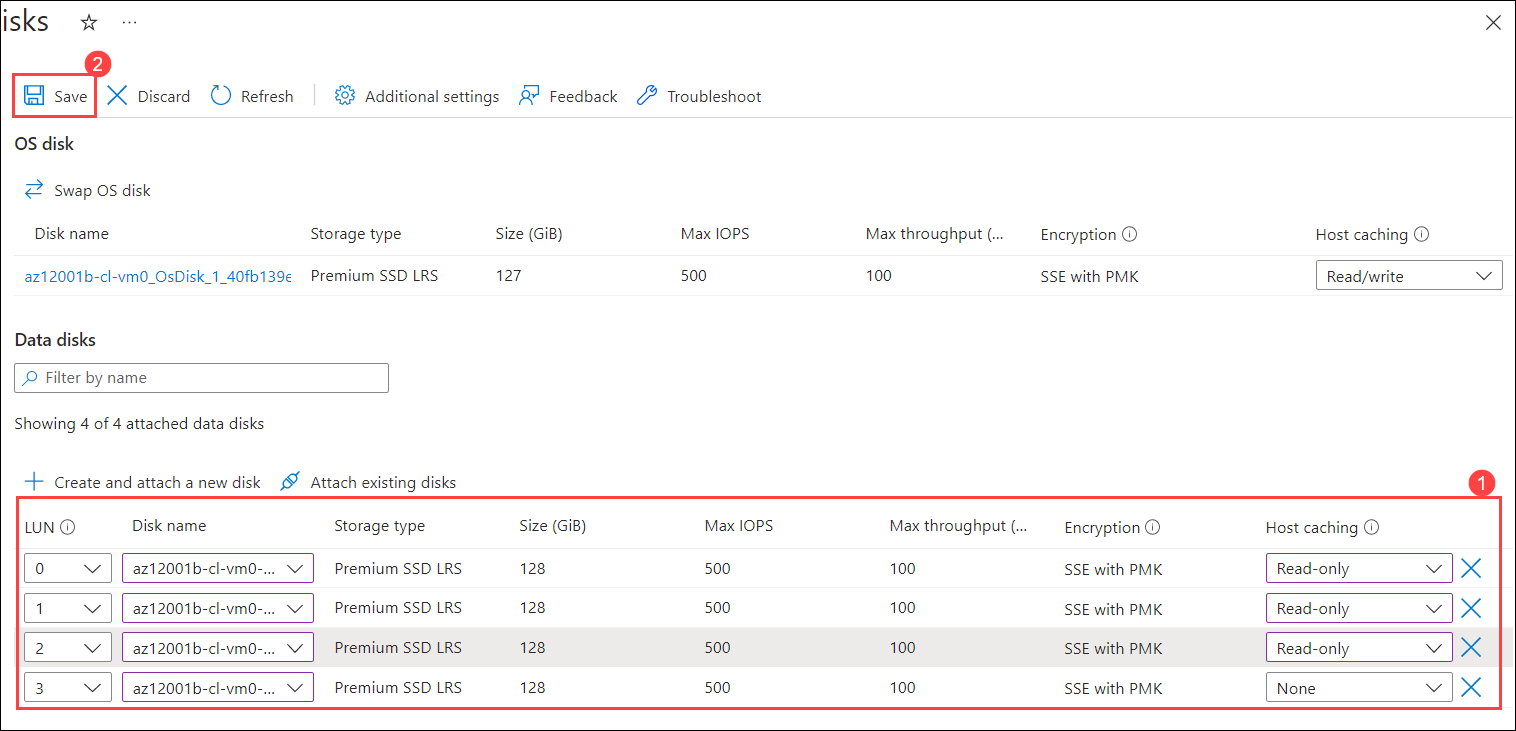 isks ...
2
Save Discard Refresh Additional settings Feedback Troubleshoot
OS disk
Swap OS disk
Disk name Storage type Size (GiB) Max IOPS Max throughput (... Encryption Host caching
az12001b-cl-vm0_OsDisk_1_40fb139e Premium SSD LRS 127 500 100 SSE with PMK Read/write
Data disks
Filter by name
Showing 4 of 4 attached data disks
Create and attach a new disk Attach existing disks
1
LUN Disk name Storage type Size (GiB) Max IOPS Max throughput (... Encryption Host caching
0 az12001b-cl-vm0-... Premium SSD LRS 128 500 100 SSE with PMK Read-only
1 az12001b-cl-vm0-... Premium SSD LRS 128 500 100 SSE with PMK Read-only
2 az12001b-cl-vm0-... Premium SSD LRS 128 500 100 SSE with PMK Read-only
3 az12001b-cl-vm0-... Premium SSD LRS 128 500 100 SSE with PMK None